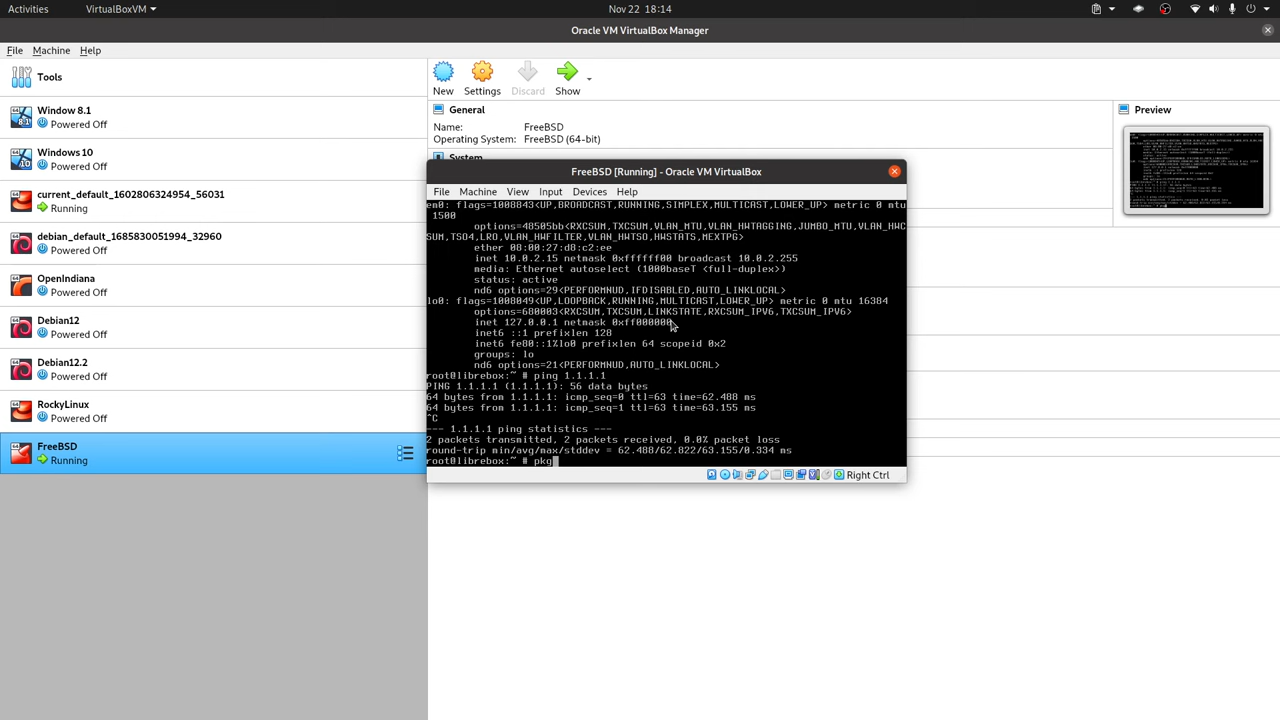 Activities
VirtualBoxVM
Nov 22 18:14
Oracle VM VirtualBox Manager
File Machine Help
Tools
New Settings Discard Show
Window 8.1
Powered Off
Windows 10
Powered Off
current_default_1602806324954_56031
Running
debian_default_1685830051994_32960
Powered Off
OpenIndiana
Powered Off
Debian12
Powered Off
Debian12.2
Powered Off
RockyLinux
Powered Off
FreeBSD
Running
General
Name: FreeBSD
Operating System: FreeBSD (64-bit)
System
Preview
FreeBSD [Running] - Oracle VM VirtualBox
File Machine View Input Devices Help
em0: flags=1008843<UP,BROADCAST,RUNNING,SIMPLEX,MULTICAST,LOWER_UP> metric 0 mtu
1500
options=48505bb<RXCSUM,TXCSUM,VLAN_MTU,VLAN_HWTAGGING,JUMBO_MTU,VLAN_HWC
SUM,TSO4,LRO,VLAN_HWFILTER,VLAN_HWTSO,HWSTATS,MEXTPG>
ether 08:00:27:d8:c2:ee
inet 10.0.2.15 netmask 0xffffff00 broadcast 10.0.2.255
media: Ethernet autoselect (1000baseT <full-duplex>)
status: active
nd6 options=29<PERFORMNUD,IFDISABLED,AUTO_LINKLOCAL>
lo0: flags=1008049<UP,LOOPBACK,RUNNING,MULTICAST,LOWER_UP> metric 0 mtu 16384
options=680003<RXCSUM,TXCSUM,LINKSTATE,RXCSUM_IPV6,TXCSUM_IPV6>
inet 127.0.0.1 netmask 0xff000000
inet6 ::1 prefixlen 128
inet6 fe80::1%lo0 prefixlen 64 scopeid 0x2
groups: lo
nd6 options=21<PERFORMNUD,AUTO_LINKLOCAL>
root@librebox:~ # ping 1.1.1.1
PING 1.1.1.1 (1.1.1.1): 56 data bytes
64 bytes from 1.1.1.1: icmp_seq=0 ttl=63 time=62.488 ms
64 bytes from 1.1.1.1: icmp_seq=1 ttl=63 time=63.155 ms
^C
--- 1.1.1.1 ping statistics ---
2 packets transmitted, 2 packets received, 0.0% packet loss
round-trip min/avg/max/stddev = 62.488/62.822/63.155/0.334 ms
root@librebox:~ # pkg
Right Ctrl